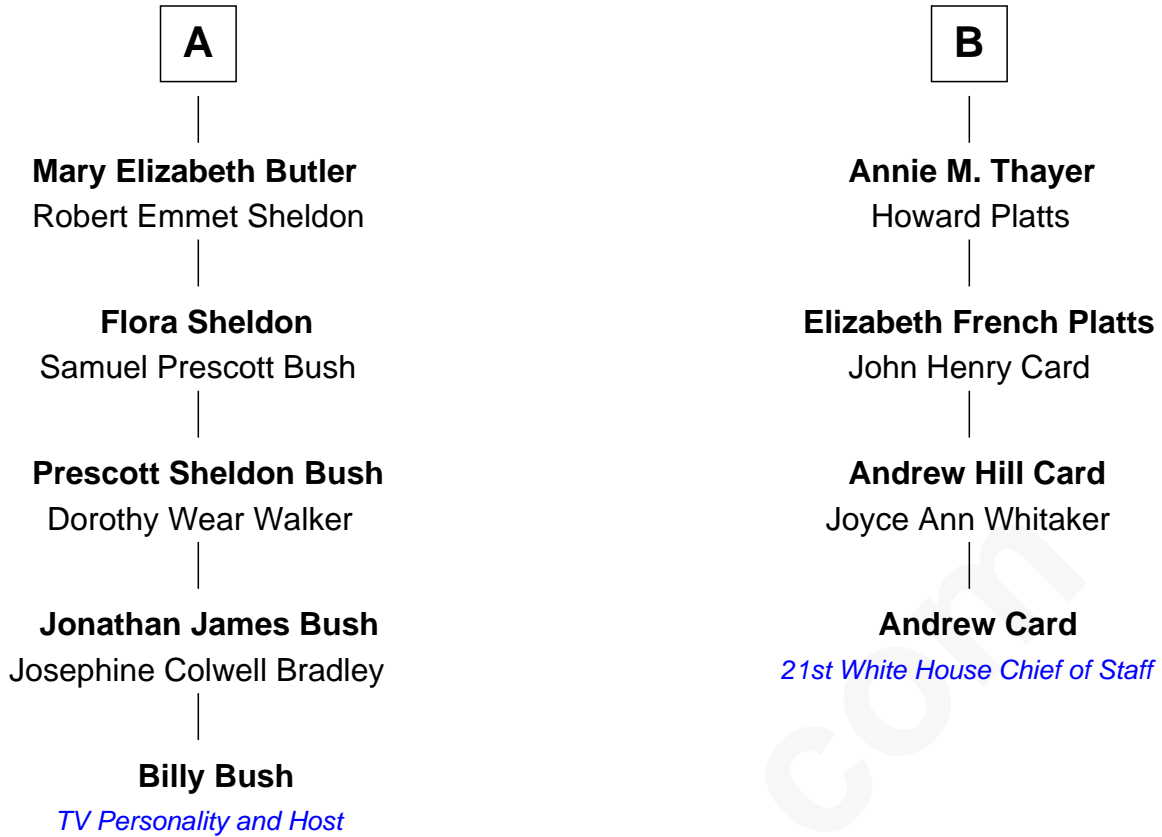 A
Mary Elizabeth Butler
Robert Emmet Sheldon
Flora Sheldon
Samuel Prescott Bush
Prescott Sheldon Bush
Dorothy Wear Walker
Jonathan James Bush
Josephine Colwell Bradley
Billy Bush
TV Personality and Host
B
Annie M. Thayer
Howard Platts
Elizabeth French Platts
John Henry Card
Andrew Hill Card
Joyce Ann Whitaker
Andrew Card
21st White House Chief of Staff
com